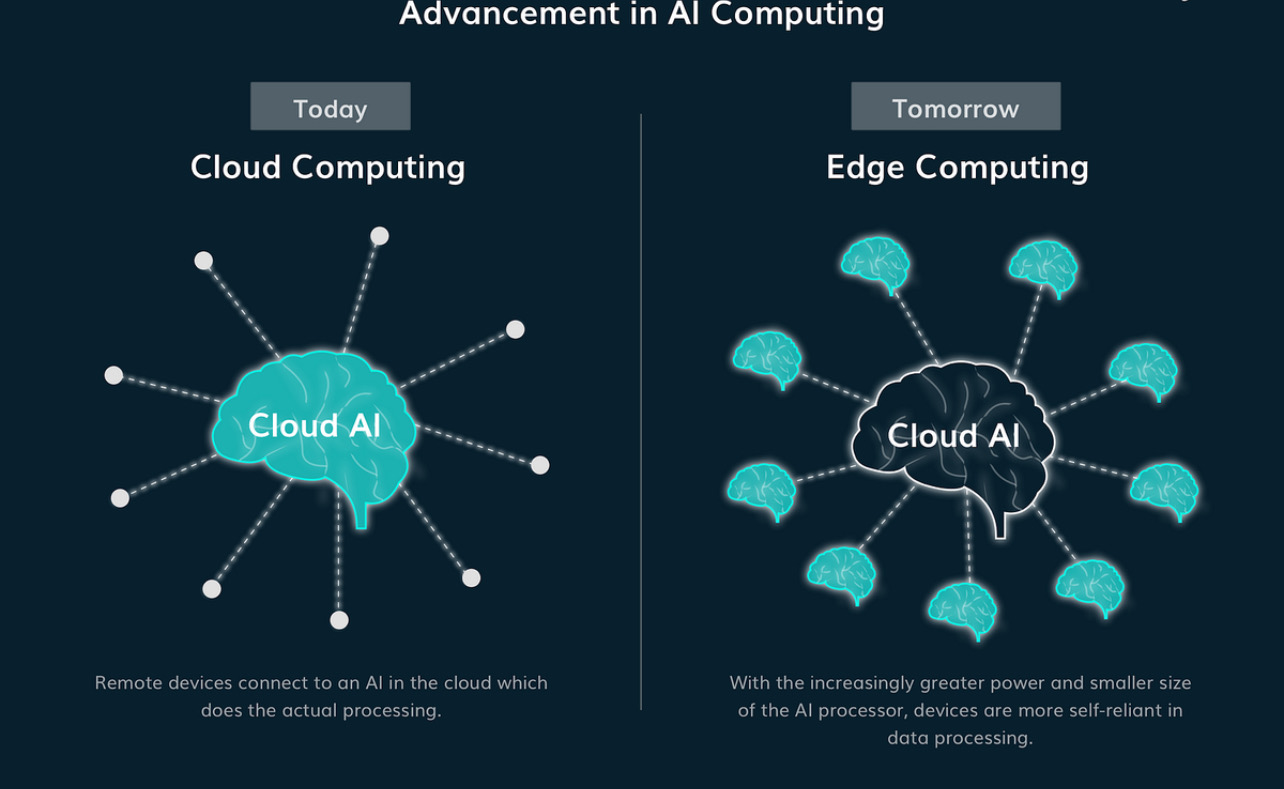 Advancement in AI Computing
Today
Cloud Computing
Cloud AI
Remote devices connect to an AI in the cloud which
does the actual processing.
Tomorrow
Edge Computing
Cloud AI
With the increasingly greater power and smaller size
of the AI processor, devices are more self-reliant in
data processing.